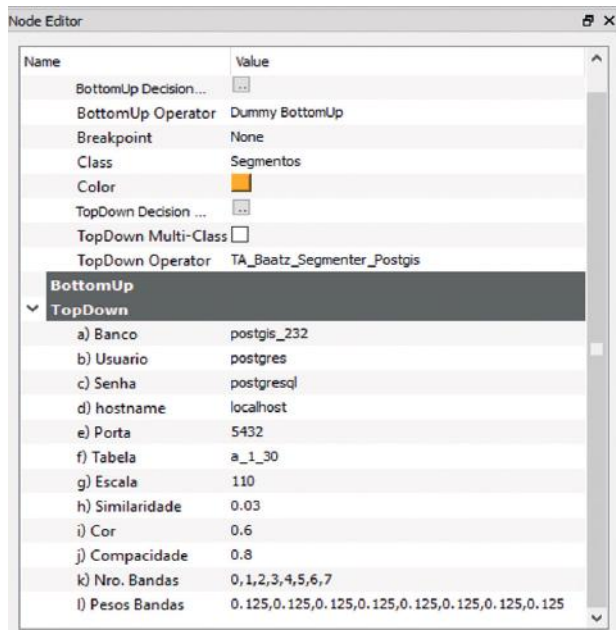 Node Editor
Name Value
BottomUp Decision...
BottomUp Operator Dummy BottomUp
Breakpoint None
Class Segmentos
Color
TopDown Decision ...
TopDown Multi-Class
TopDown Operator TA_Baatz_Segmenter_Postgis
BottomUp
TopDown
a) Banco postgis_232
b) Usuario postgres
c) Senha postgresql
d) hostname localhost
e) Porta 5432
f) Tabela a_1_30
g) Escala 110
h) Similaridade 0.03
i) Cor 0.6
j) Compacidade 0.8
k) Nro. Bandas 0,1,2,3,4,5,6,7
l) Pesos Bandas 0.125,0.125,0.125,0.125,0.125,0.125,0.125,0.125